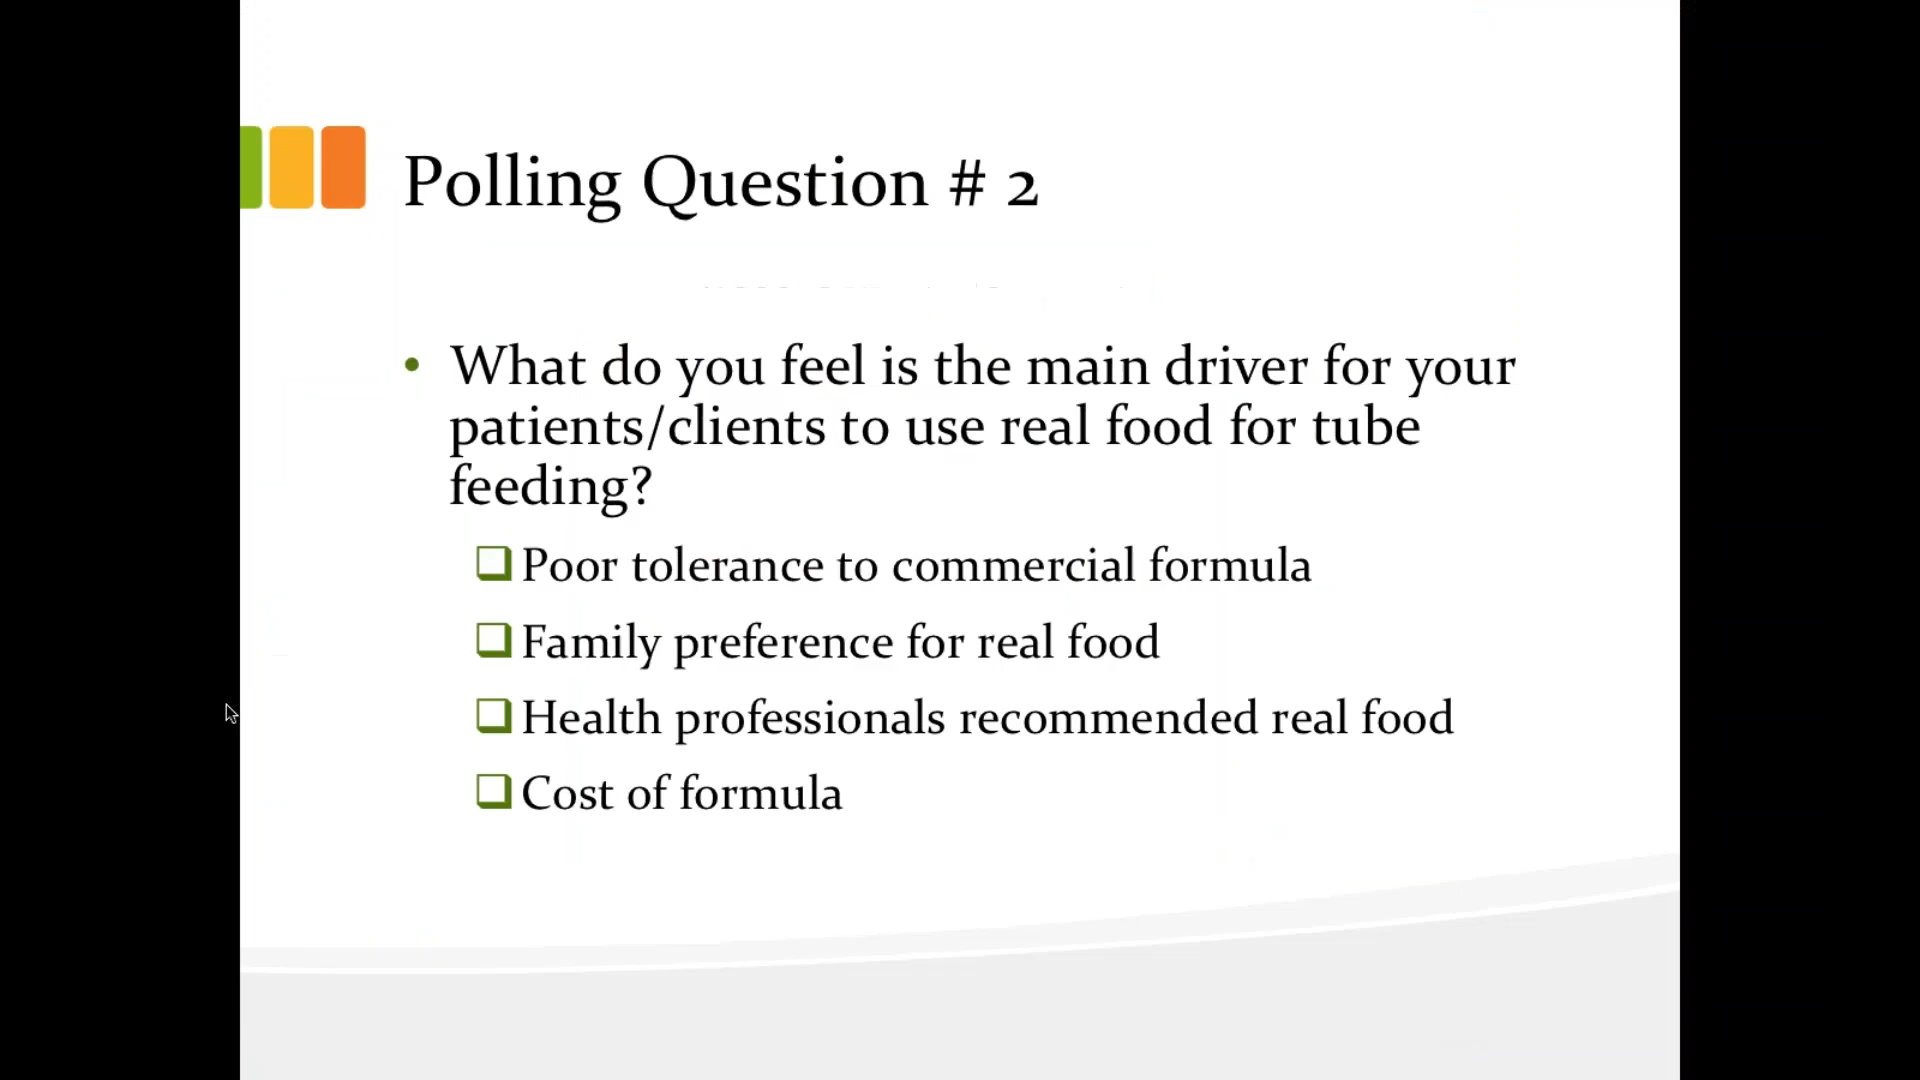 Polling Question # 2
• What do you feel is the main driver for your
patients/clients to use real food for tube
feeding?
❑ Poor tolerance to commercial formula
❑ Family preference for real food
❑ Health professionals recommended real food
❑ Cost of formula